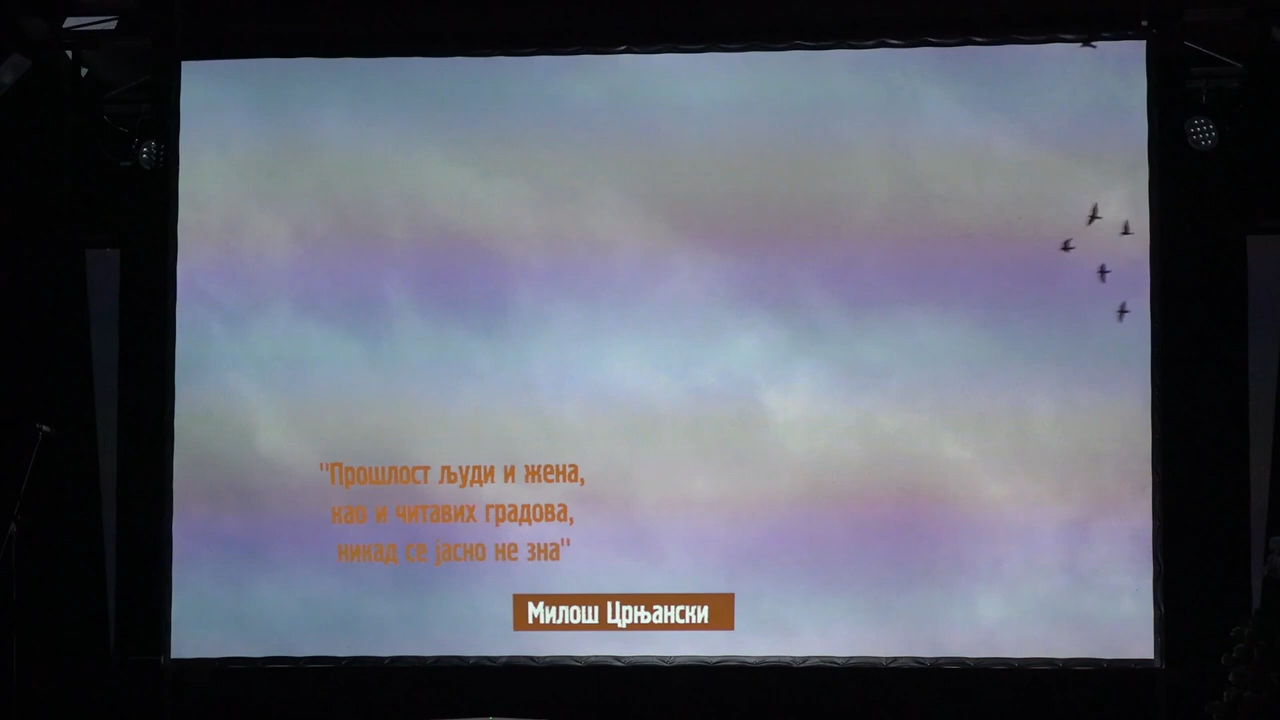 "Прошлост људи и жена,
као и читавих градова,
никад се јасно не зна"
Милош Црњански